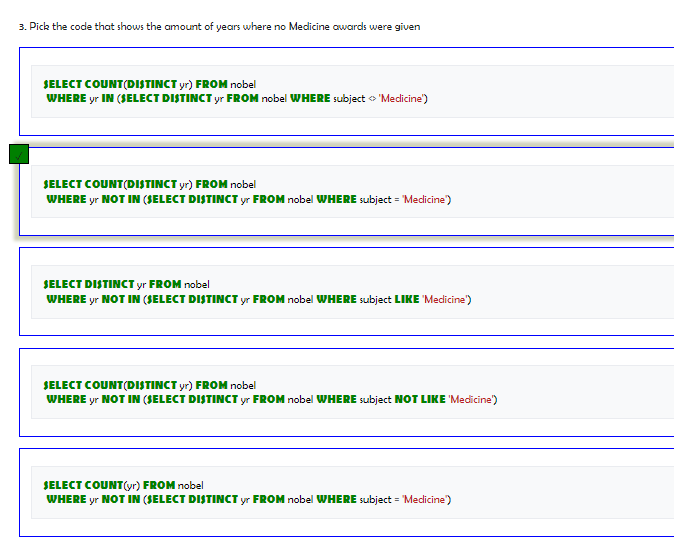 3. Pick the code that shows the amount of years where no Medicine awards were given
SELECT COUNT(DISTINCT yr) FROM nobel
WHERE yr IN (SELECT DISTINCT yr FROM nobel WHERE subject <> 'Medicine')
SELECT COUNT(DISTINCT yr) FROM nobel
WHERE yr NOT IN (SELECT DISTINCT yr FROM nobel WHERE subject = 'Medicine')
SELECT DISTINCT yr FROM nobel
WHERE yr NOT IN (SELECT DISTINCT yr FROM nobel WHERE subject LIKE 'Medicine')
SELECT COUNT(DISTINCT yr) FROM nobel
WHERE yr NOT IN (SELECT DISTINCT yr FROM nobel WHERE subject NOT LIKE 'Medicine')
SELECT COUNT(yr) FROM nobel
WHERE yr NOT IN (SELECT DISTINCT yr FROM nobel WHERE subject = 'Medicine')